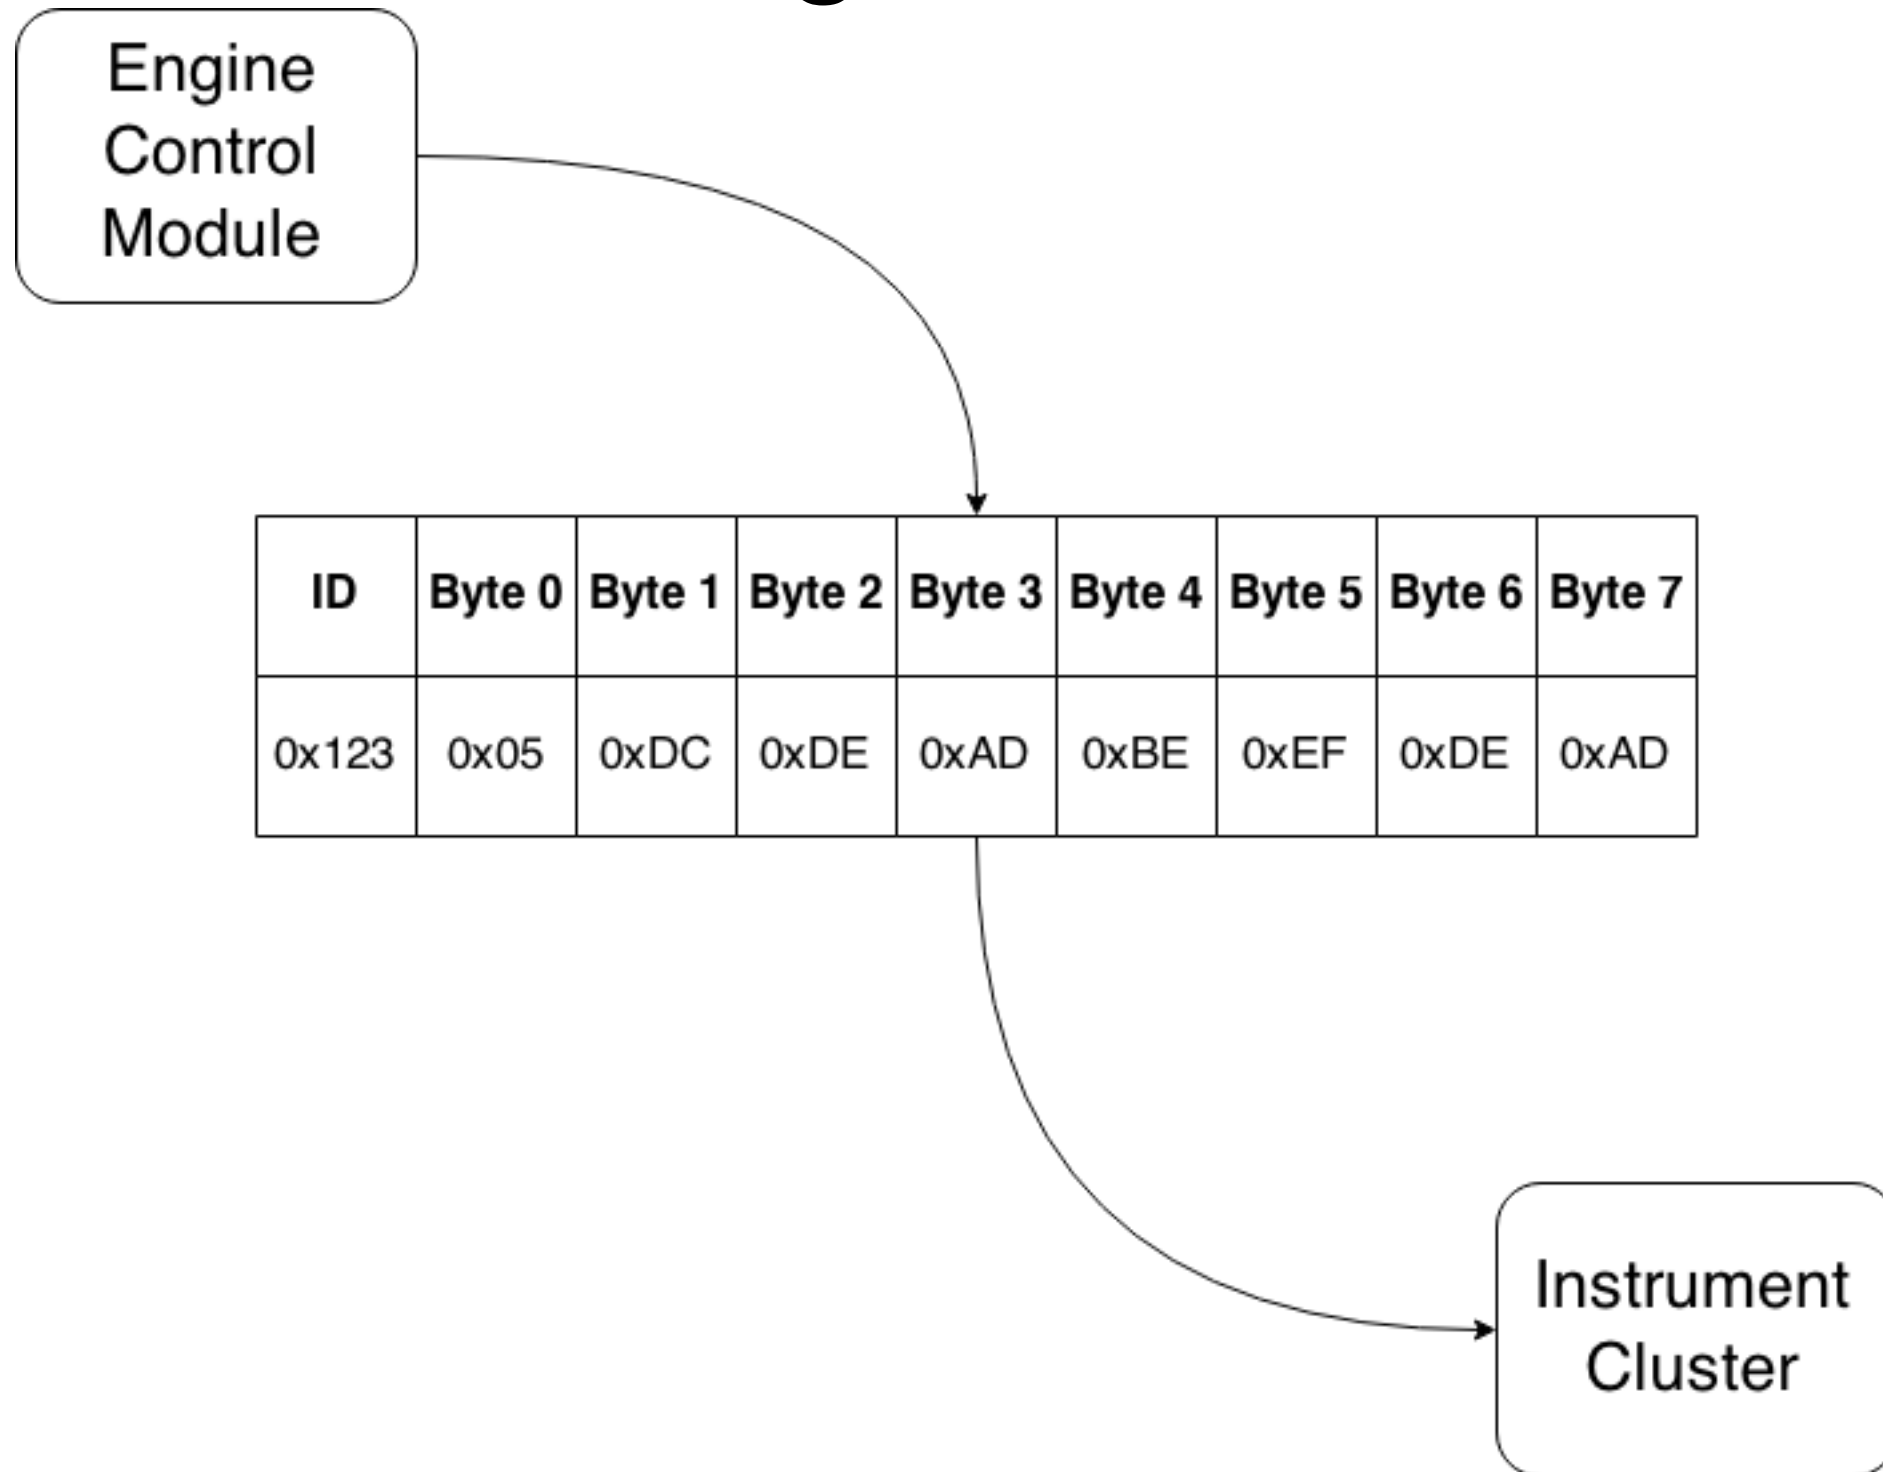 Engine
Control
Module
ID Byte 0 Byte 1 Byte 2 Byte 3 Byte 4 Byte 5 Byte 6 Byte 7
0x123 0x05 0xDC 0xDE 0xAD 0xBE 0xEF 0xDE 0xAD
Instrument
Cluster